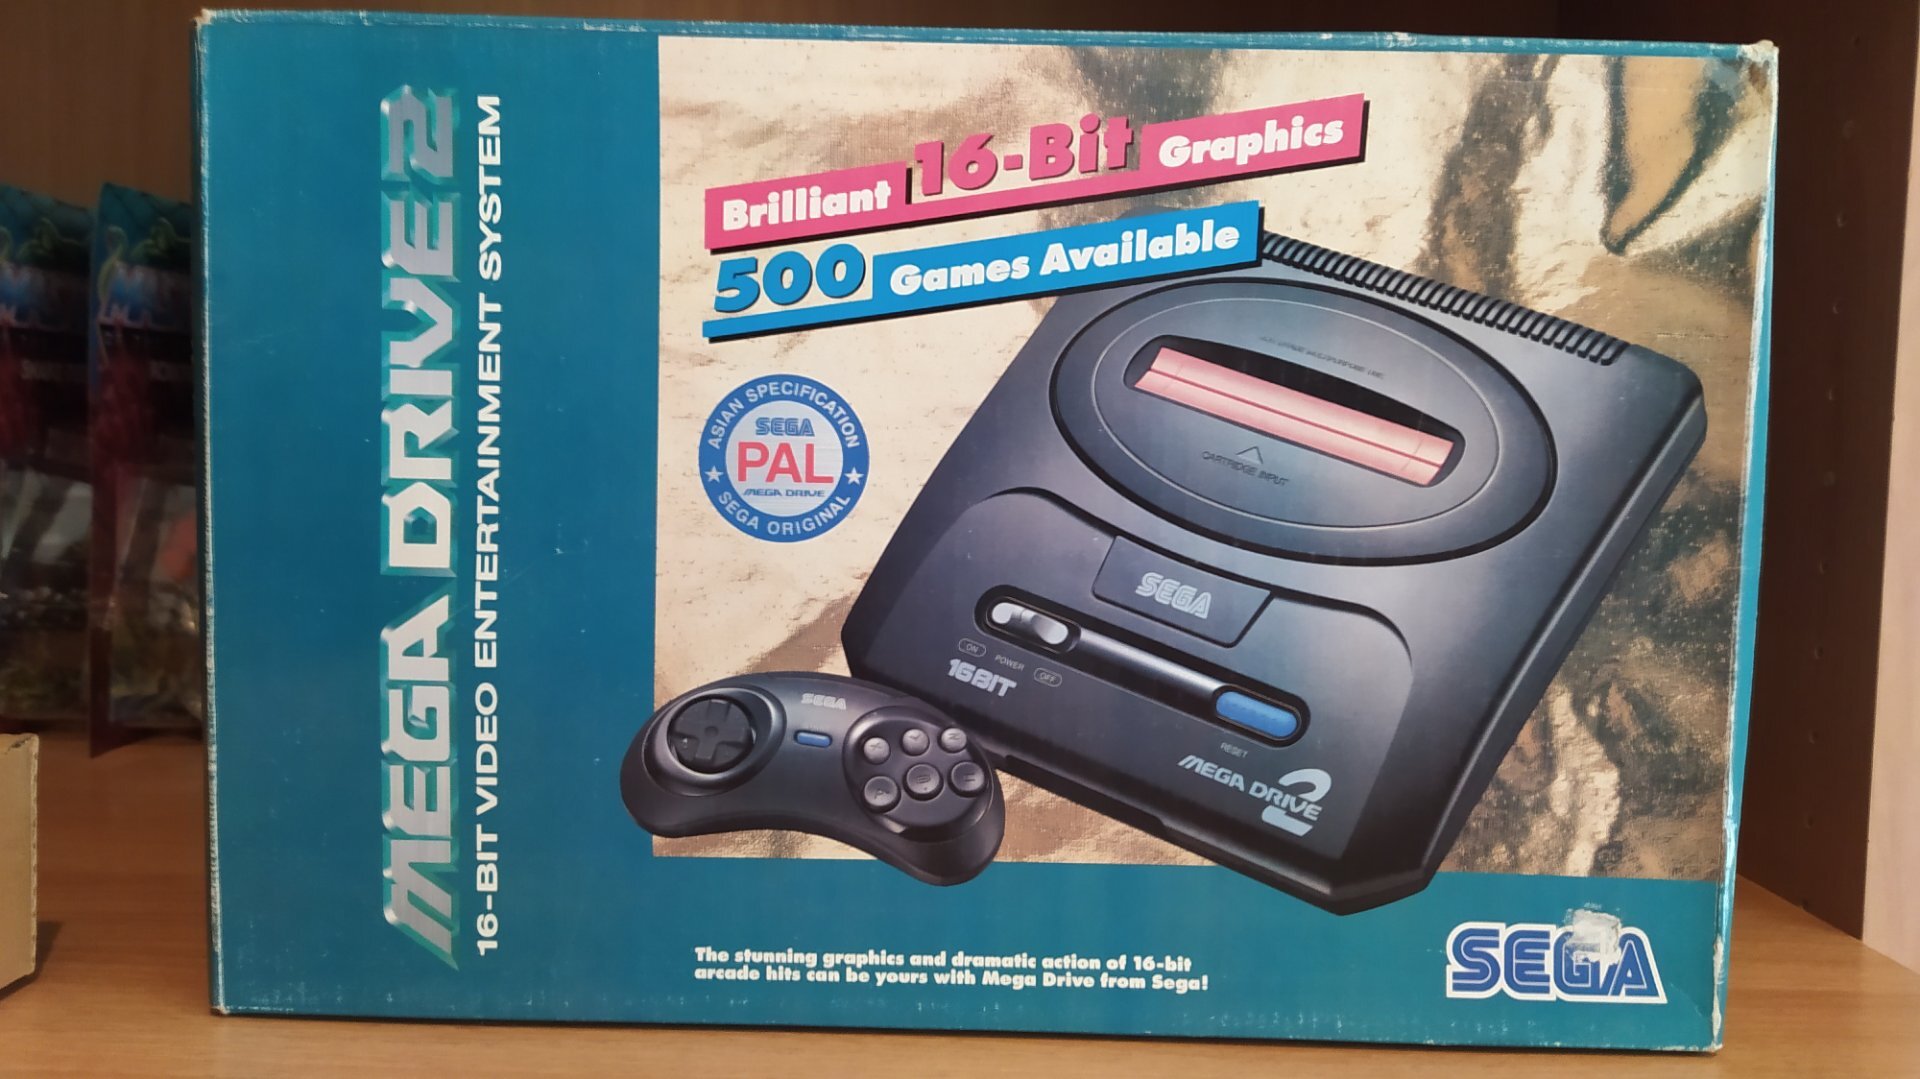 MEGA DRIVE 2
16-BIT VIDEO ENTERTAINMENT SYSTEM
Brilliant 16-Bit Graphics
500 Games Available
ASIAN SPECIFICATION
SEGA
PAL
MEGA DRIVE
SEGA ORIGINAL
CARTRIDGE INPUT
SEGA
ON POWER OFF
16BIT
RESET
MEGA DRIVE 2
SEGA
The stunning graphics and dramatic action of 16-bit
arcade hits can be yours with Mega Drive from Sega!
SEGA